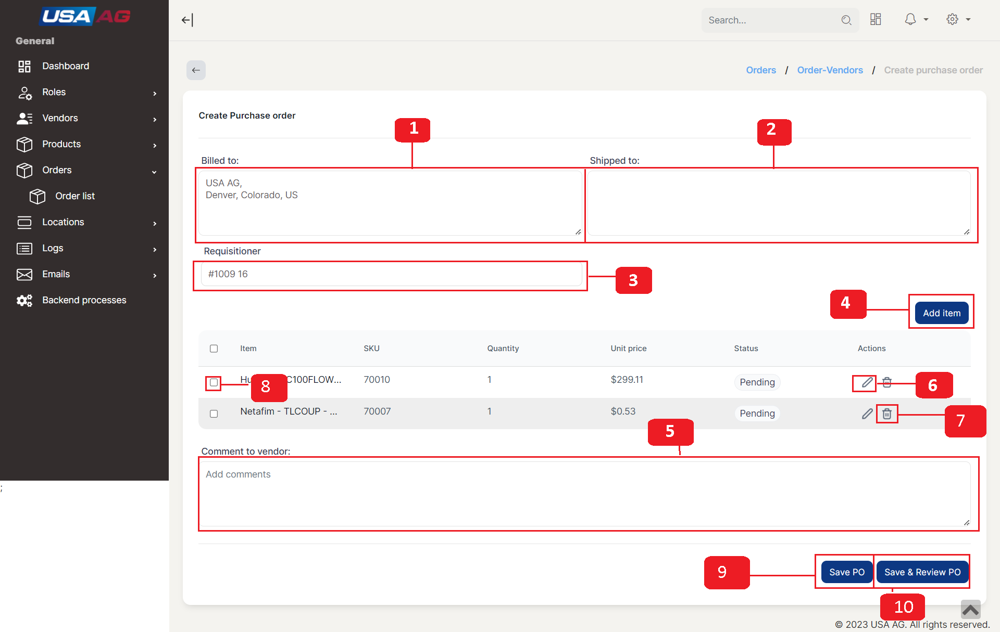 USA AG
General
Dashboard
Roles
Vendors
Products
Orders
Order list
Locations
Logs
Emails
Backend processes
;
Search...
Orders / Order-Vendors / Create purchase order
Create Purchase order
1
2
Billed to:
Shipped to:
USA AG,
Denver, Colorado, US
Requisitioner
#1009 16
3
4
Add item
Item SKU Quantity Unit price Status Actions
C100FLOW... 70010 1 $299.11 Pending
8
6
Netafim - TLCOUP - ... 70007 1 $0.53 Pending
7
5
Comment to vendor:
Add comments
9
Save PO
Save & Review PO
10
© 2023 USA AG. All rights reserved.